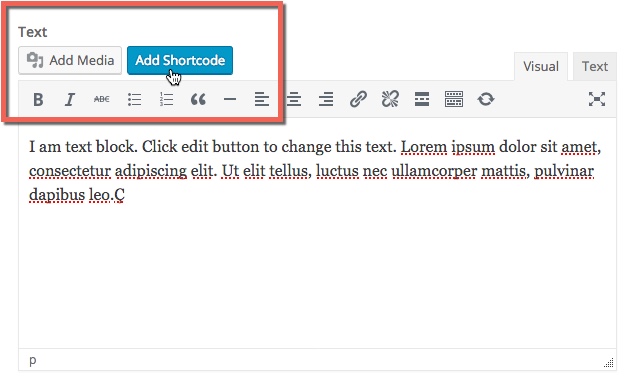 Text
Add Media Add Shortcode
Visual Text
B I ABC
I am text block. Click edit button to change this text. Lorem ipsum dolor sit amet,
consectetur adipiscing elit. Ut elit tellus, luctus nec ullamcorper mattis, pulvinar
dapibus leo.C
p